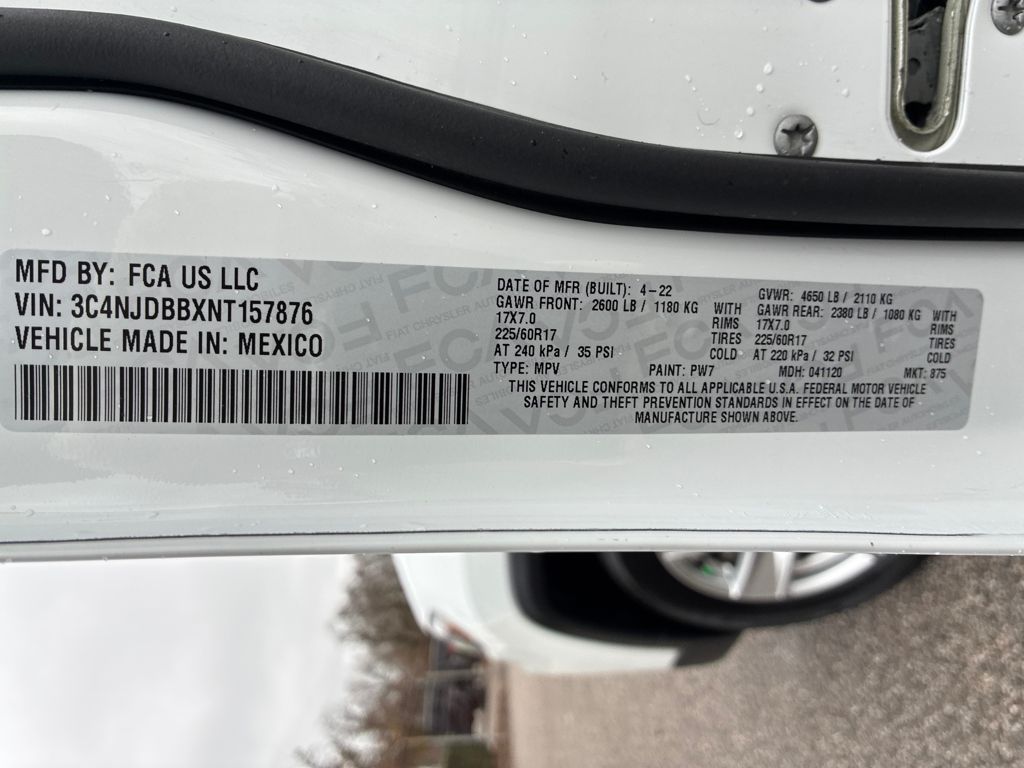 MFD BY: FCA US LLC
VIN: 3C4NJDBBXNT157876
VEHICLE MADE IN: MEXICO
DATE OF MFR (BUILT): 4-22
GVWR: 4650 LB / 2110 KG
GAWR FRONT: 2600 LB / 1180 KG WITH
17X7.0 RIMS
225/60R17 TIRES
AT 240 kPa / 35 PSI COLD
GAWR REAR: 2380 LB / 1080 KG WITH
17X7.0 RIMS
225/60R17 TIRES
AT 220 kPa / 32 PSI COLD
TYPE: MPV PAINT: PW7 MDH: 041120 MKT: 875
THIS VEHICLE CONFORMS TO ALL APPLICABLE U.S.A. FEDERAL MOTOR VEHICLE
SAFETY AND THEFT PREVENTION STANDARDS IN EFFECT ON THE DATE OF
MANUFACTURE SHOWN ABOVE.